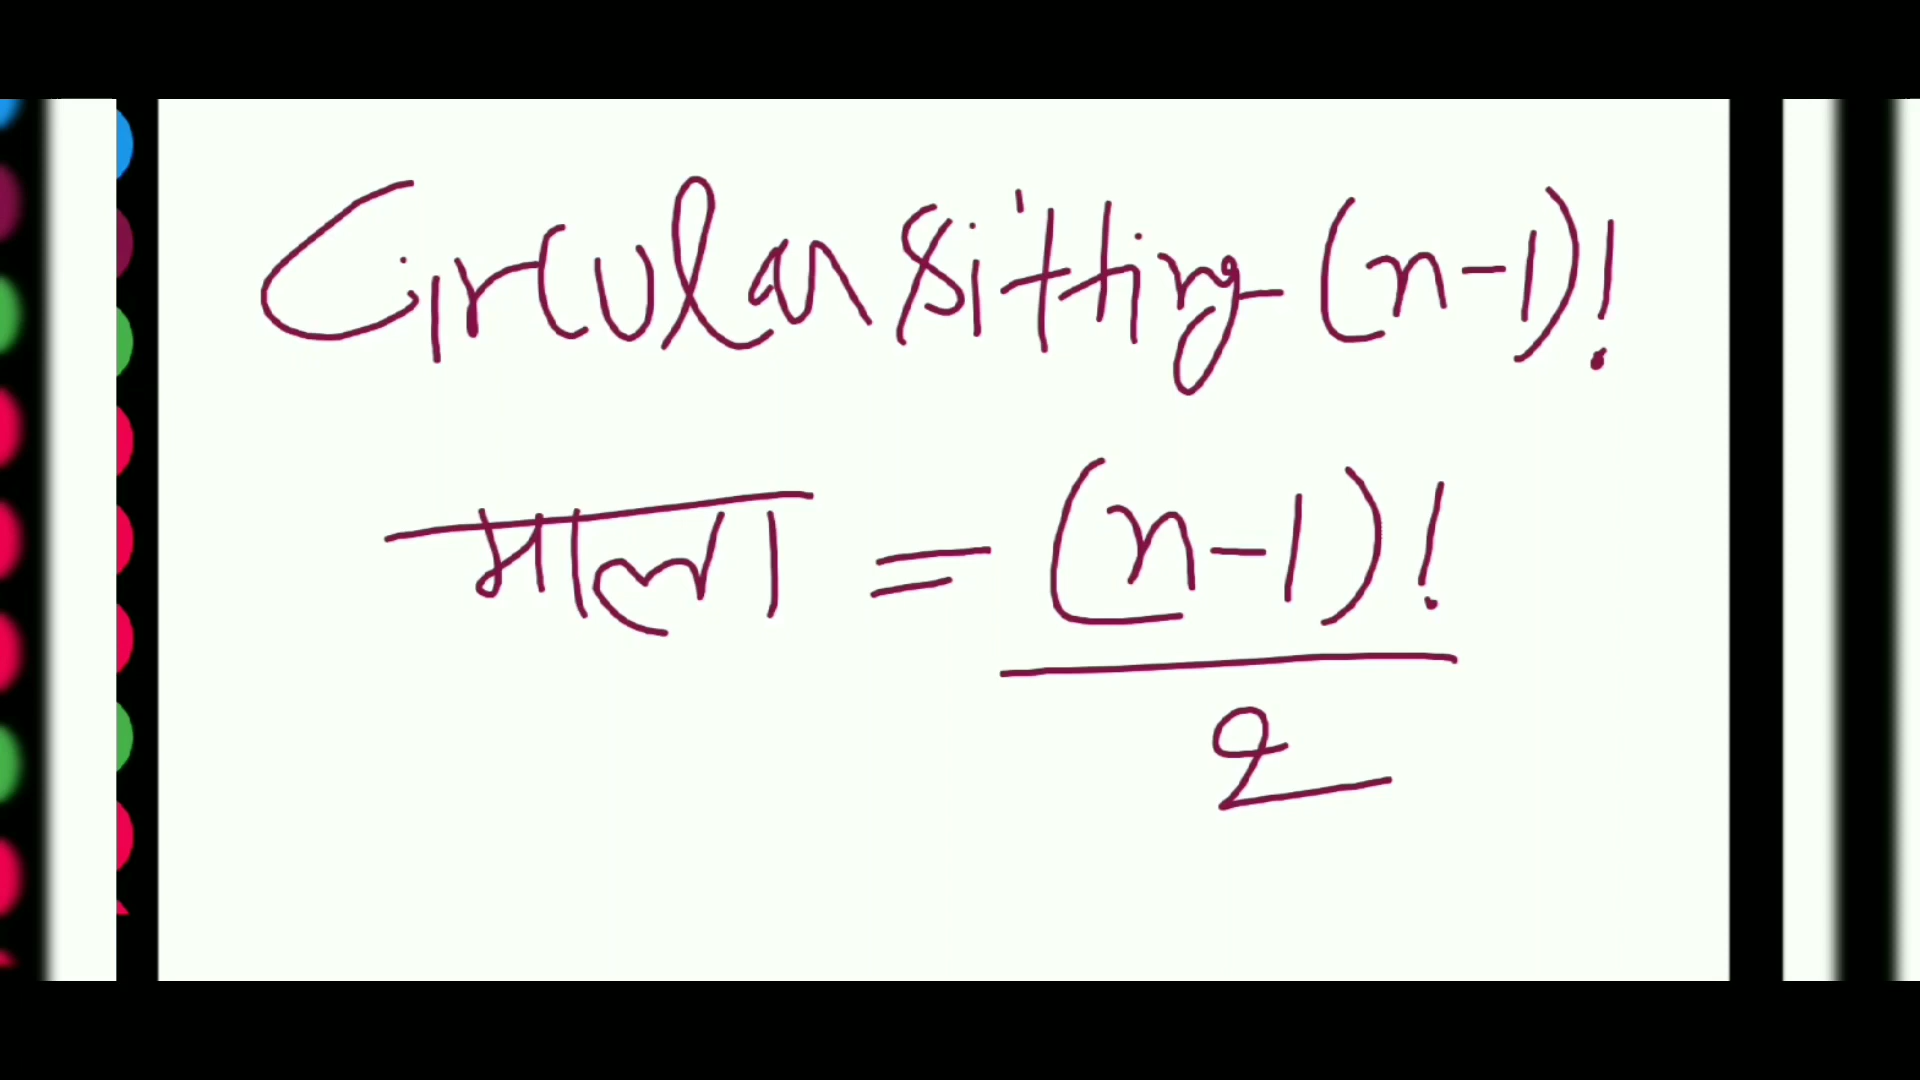 Circular sitting - (n-1)!
माला = (n-1)!
2